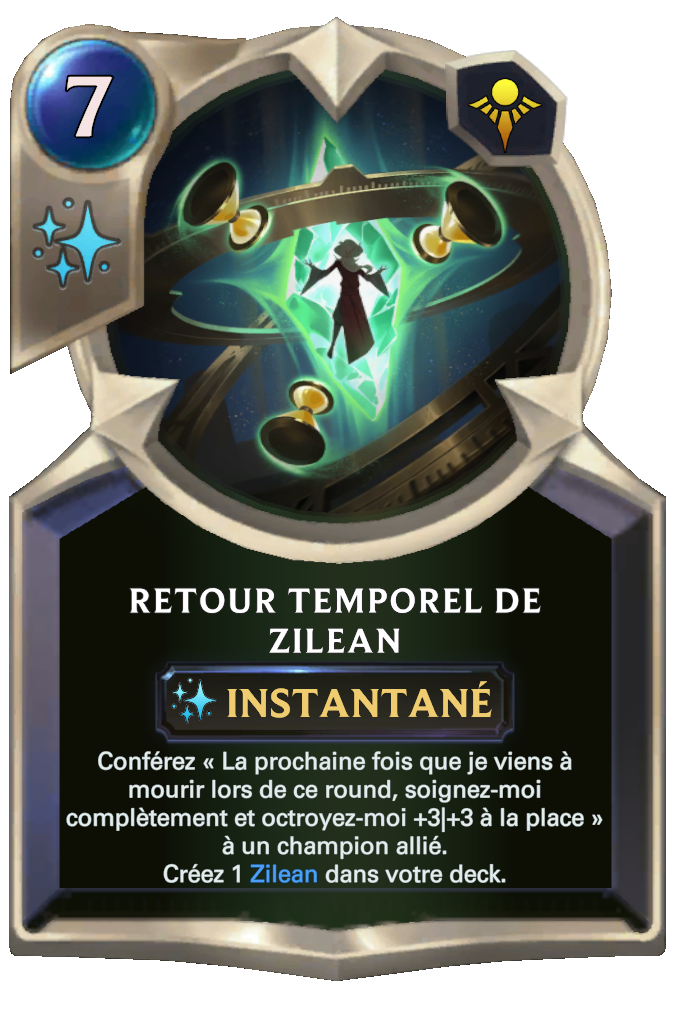 7
RETOUR TEMPOREL DE
ZILEAN
INSTANTANÉ
Conférez « La prochaine fois que je viens à
mourir lors de ce round, soignez-moi
complètement et octroyez-moi +3|+3 à la place »
à un champion allié.
Créez 1 Zilean dans votre deck.